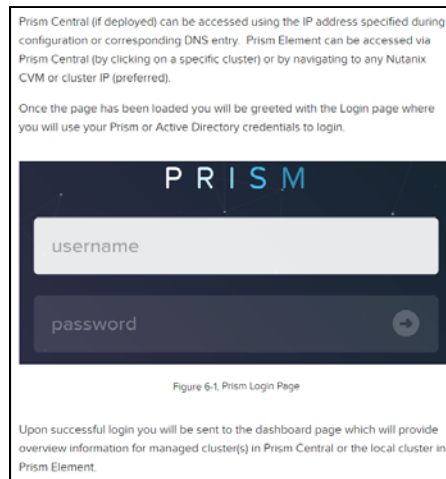 Prism Central (if deployed) can be accessed using the IP address specified during
configuration or corresponding DNS entry.  Prism Element can be accessed via
Prism Central (by clicking on a specific cluster) or by navigating to any Nutanix
CVM or cluster IP (preferred).
Once the page has been loaded you will be greeted with the Login page where
you will use your Prism or Active Directory credentials to login.
PRISM
username
password
Figure 6-1. Prism Login Page
Upon successful login you will be sent to the dashboard page which will provide
overview information for managed cluster(s) in Prism Central or the local cluster in
Prism Element.